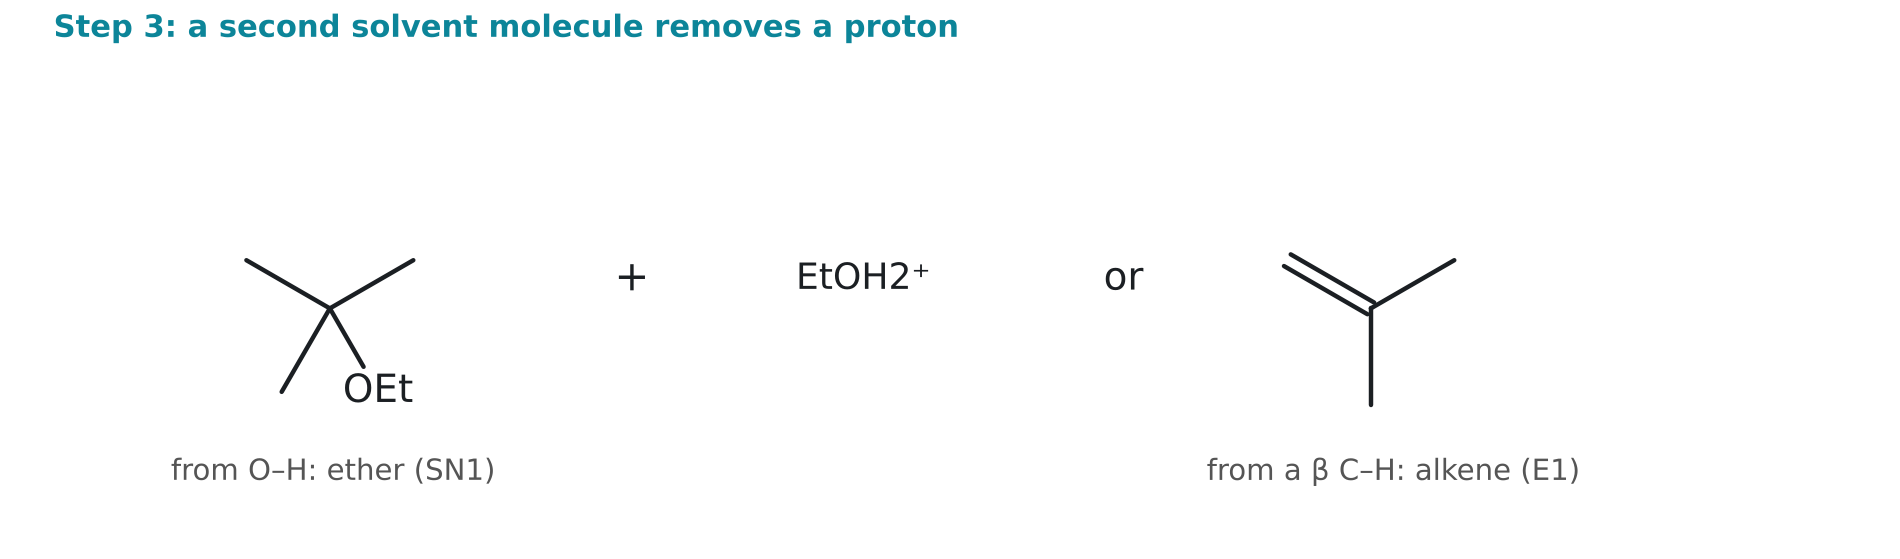 Step 3: a second solvent molecule removes a proton
+ EtOH2⁺ or
OEt
from O–H: ether (SN1) from a β C–H: alkene (E1)